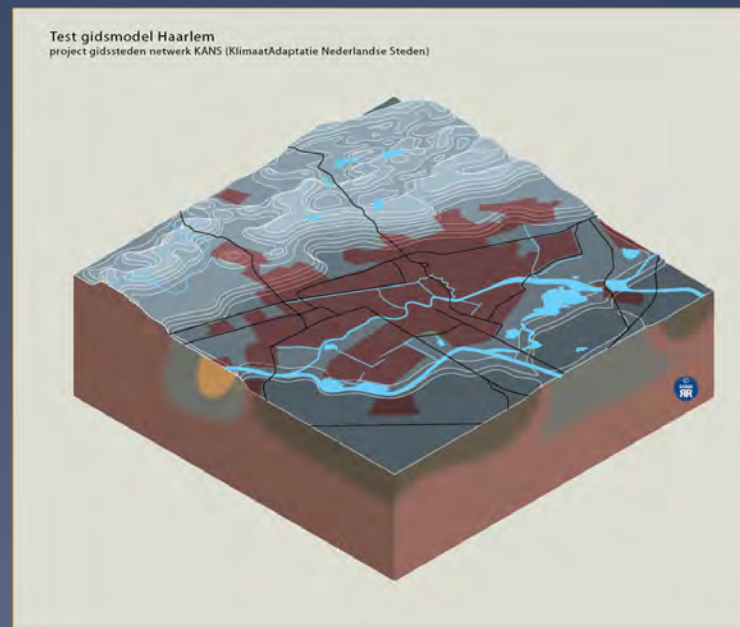 Test gidsmodel Haarlem
project gidssteden netwerk KANS (KlimaatAdaptatie Nederlandse Steden)